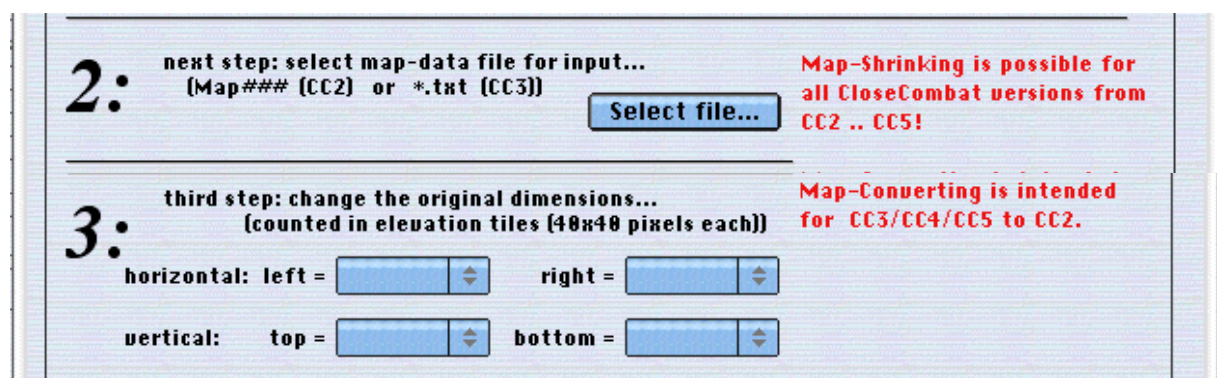 2:
next step: select map-data file for input...
(Map### (CC2) or *.txt (CC3))
Select file...
Map-Shrinking is possible for
all CloseCombat versions from
CC2 .. CC5!
3:
third step: change the original dimensions...
(counted in elevation tiles (40x40 pixels each))
Map-Converting is intended
for CC3/CC4/CC5 to CC2.
horizontal: left = right =
vertical: top = bottom =